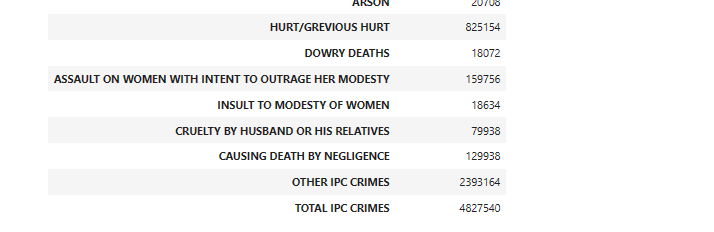 ARSON 20708
HURT/GREVIOUS HURT 825154
DOWRY DEATHS 18072
ASSAULT ON WOMEN WITH INTENT TO OUTRAGE HER MODESTY 159756
INSULT TO MODESTY OF WOMEN 18634
CRUELTY BY HUSBAND OR HIS RELATIVES 79938
CAUSING DEATH BY NEGLIGENCE 129938
OTHER IPC CRIMES 2393164
TOTAL IPC CRIMES 4827540